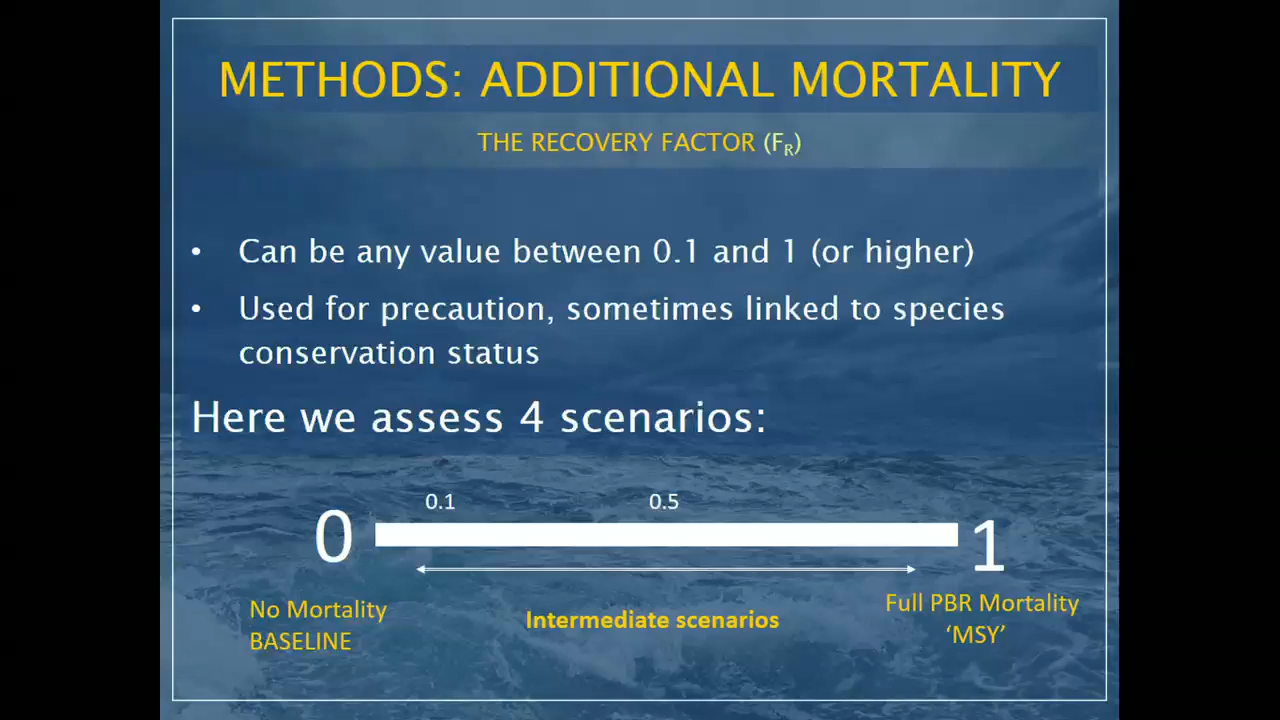 METHODS: ADDITIONAL MORTALITY
THE RECOVERY FACTOR (FR)
• Can be any value between 0.1 and 1 (or higher)
• Used for precaution, sometimes linked to species
conservation status
Here we assess 4 scenarios:
0.1 0.5
0 1
No Mortality
BASELINE
Intermediate scenarios
Full PBR Mortality
‘MSY’